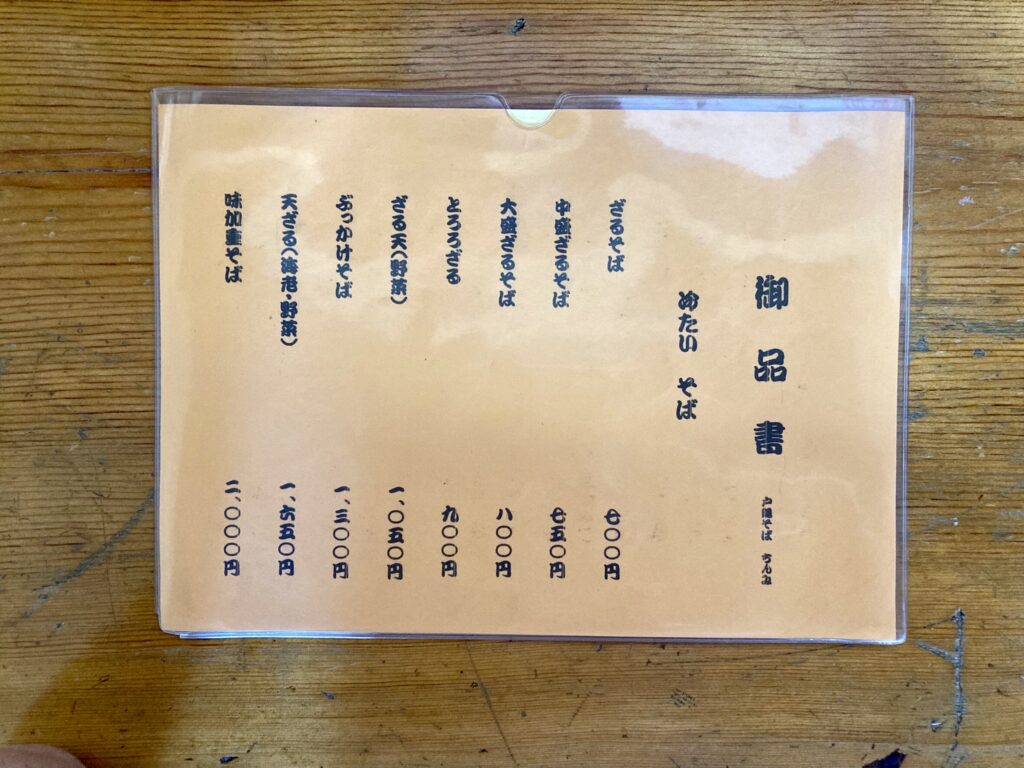 御品書 戸隠そば ちんみ
冷たい そば
ざるそば 七〇〇円
中盛ざるそば 七五〇円
大盛ざるそば 八〇〇円
とろろざる 九〇〇円
ざる天(野菜) 一,〇五〇円
ぶっかけそば 一,三〇〇円
天ざる(海老・野菜) 一,六五〇円
味加重そば 二,〇〇〇円